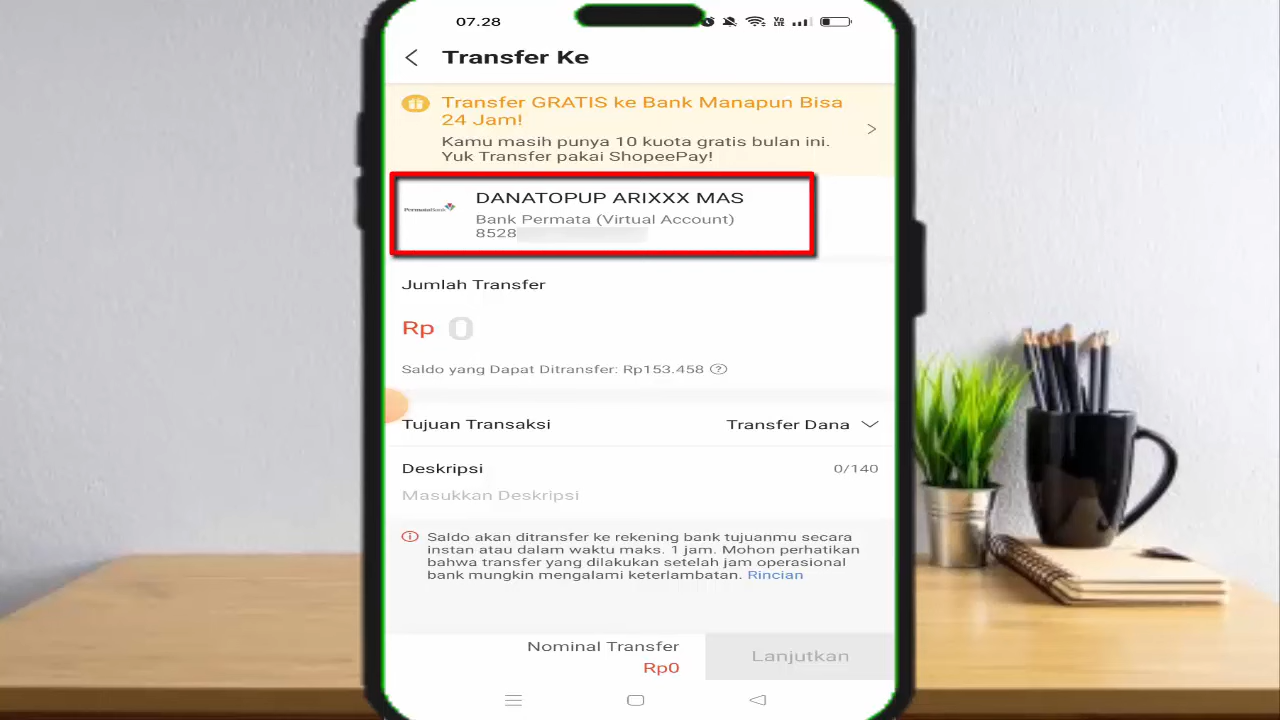 07.28
Transfer Ke
Transfer GRATIS ke Bank Manapun Bisa
24 Jam!
Kamu masih punya 10 kuota gratis bulan ini.
Yuk Transfer pakai ShopeePay!
PermataBank
DANATOPUP ARIXXX MAS
Bank Permata (Virtual Account)
8528
Jumlah Transfer
Rp 0
Saldo yang Dapat Ditransfer: Rp153.458
Tujuan Transaksi
Transfer Dana
Deskripsi
0/140
Masukkan Deskripsi
Saldo akan ditransfer ke rekening bank tujuanmu secara
instan atau dalam waktu maks. 1 jam. Mohon perhatikan
bahwa transfer yang dilakukan setelah jam operasional
bank mungkin mengalami keterlambatan. Rincian
Nominal Transfer
Rp0
Lanjutkan